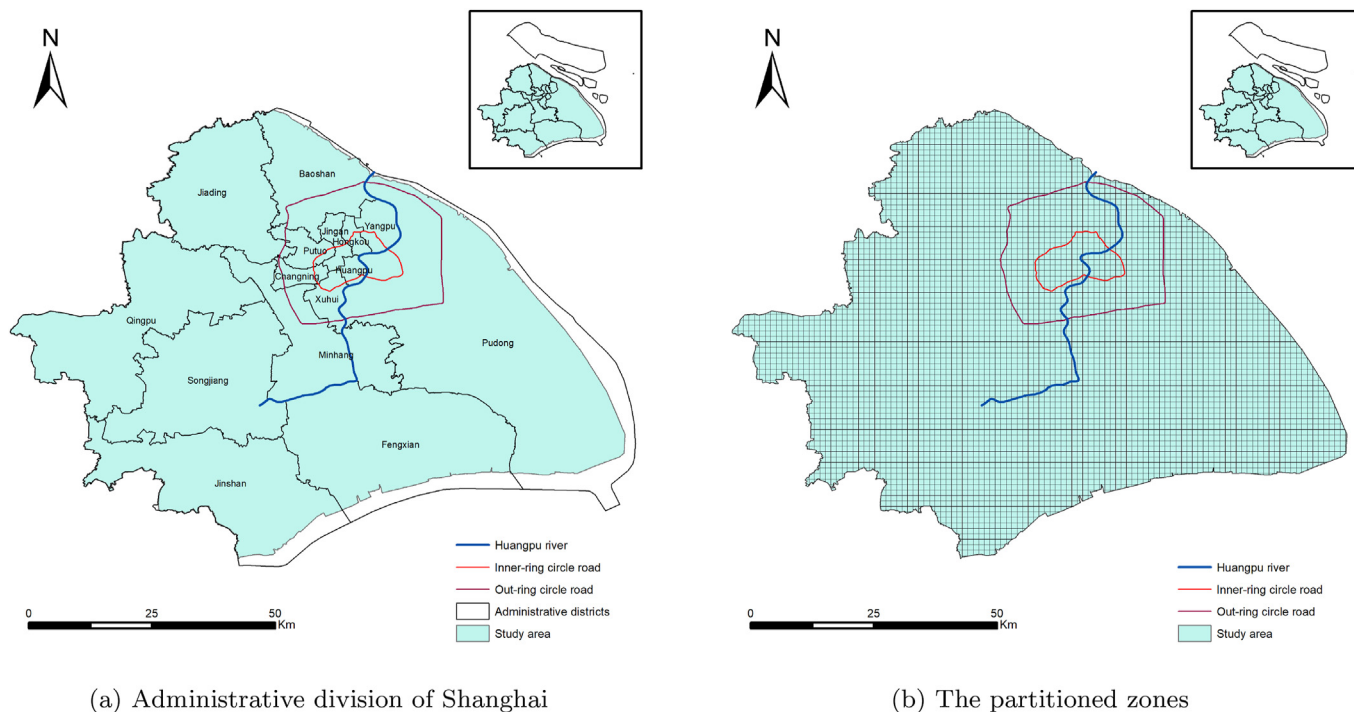 N
Baoshan
Jiading
Jingan
Yangpu
Hongkou
Putuo
Changning
Huangpu
Xuhui
Qingpu
Minhang
Pudong
Songjiang
Fengxian
Jinshan
Huangpu river
Inner-ring circle road
Out-ring circle road
Administrative districts
Study area
0 25 50
Km
(a) Administrative division of Shanghai
N
Huangpu river
Inner-ring circle road
Out-ring circle road
Study area
0 25 50
Km
(b) The partitioned zones